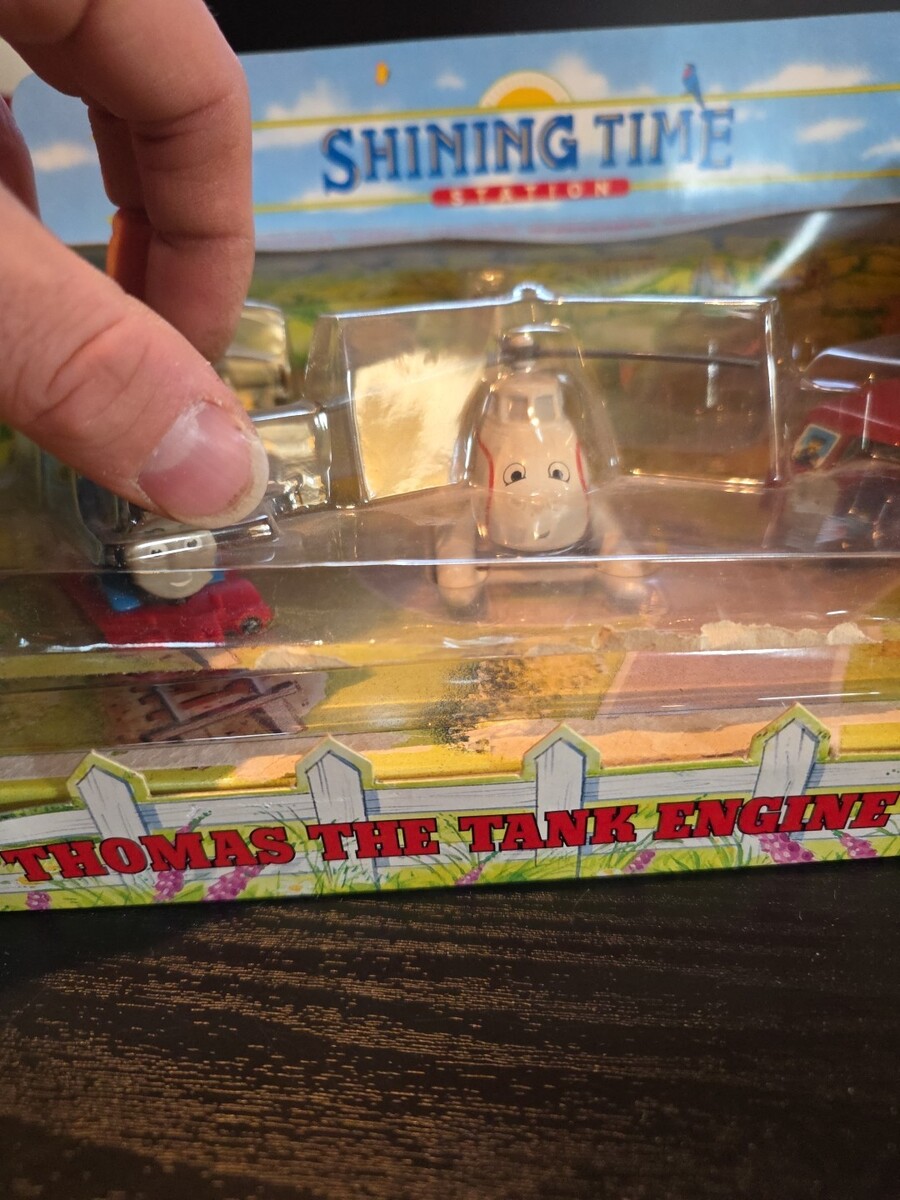 SHINING TIME
STATION
THOMAS THE TANK ENGINE